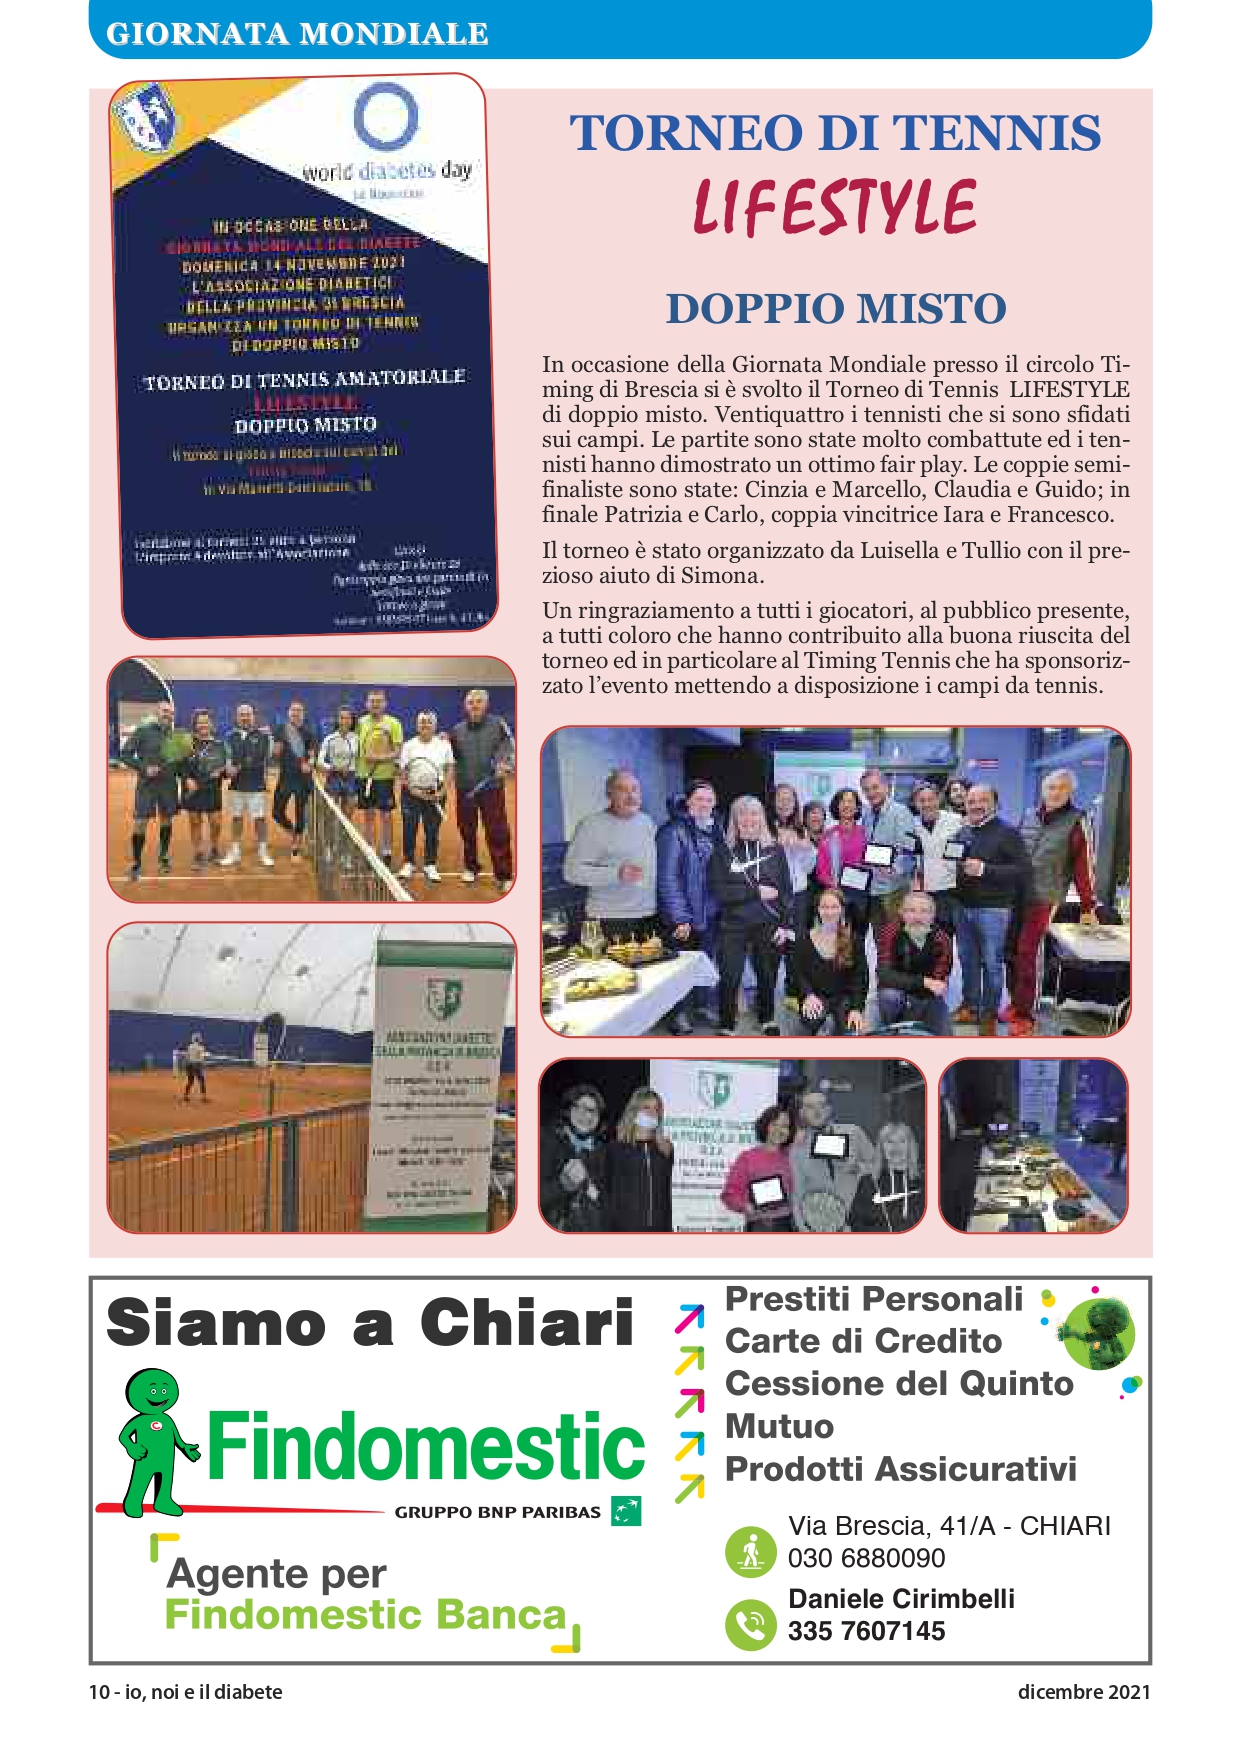 GIORNATA MONDIALE
world diabetes day
14 November
IN OCCASIONE DELLA
GIORNATA MONDIALE DEL DIABETE
DOMENICA 14 NOVEMBRE 2021
L'ASSOCIAZIONE DIABETICI
DELLA PROVINCIA DI BRESCIA
ORGANIZZA UN TORNEO DI TENNIS
DI DOPPIO MISTO
TORNEO DI TENNIS AMATORIALE
LIFESTYLE
DOPPIO MISTO
TORNEO DI TENNIS
LIFESTYLE
DOPPIO MISTO
In occasione della Giornata Mondiale presso il circolo Ti-
ming di Brescia si è svolto il Torneo di Tennis LIFESTYLE
di doppio misto. Ventiquattro i tennisti che si sono sfidati
sui campi. Le partite sono state molto combattute ed i ten-
nisti hanno dimostrato un ottimo fair play. Le coppie semi-
finaliste sono state: Cinzia e Marcello, Claudia e Guido; in
finale Patrizia e Carlo, coppia vincitrice Iara e Francesco.
Il torneo è stato organizzato da Luisella e Tullio con il pre-
zioso aiuto di Simona.
Un ringraziamento a tutti i giocatori, al pubblico presente,
a tutti coloro che hanno contribuito alla buona riuscita del
torneo ed in particolare al Timing Tennis che ha sponsoriz-
zato l'evento mettendo a disposizione i campi da tennis.
Siamo a Chiari
Findomestic
GRUPPO BNP PARIBAS
Agente per
Findomestic Banca
Prestiti Personali
Carte di Credito
Cessione del Quinto
Mutuo
Prodotti Assicurativi
Via Brescia, 41/A - CHIARI
030 6880090
Daniele Cirimbelli
335 7607145
10 - io, noi e il diabete
dicembre 2021